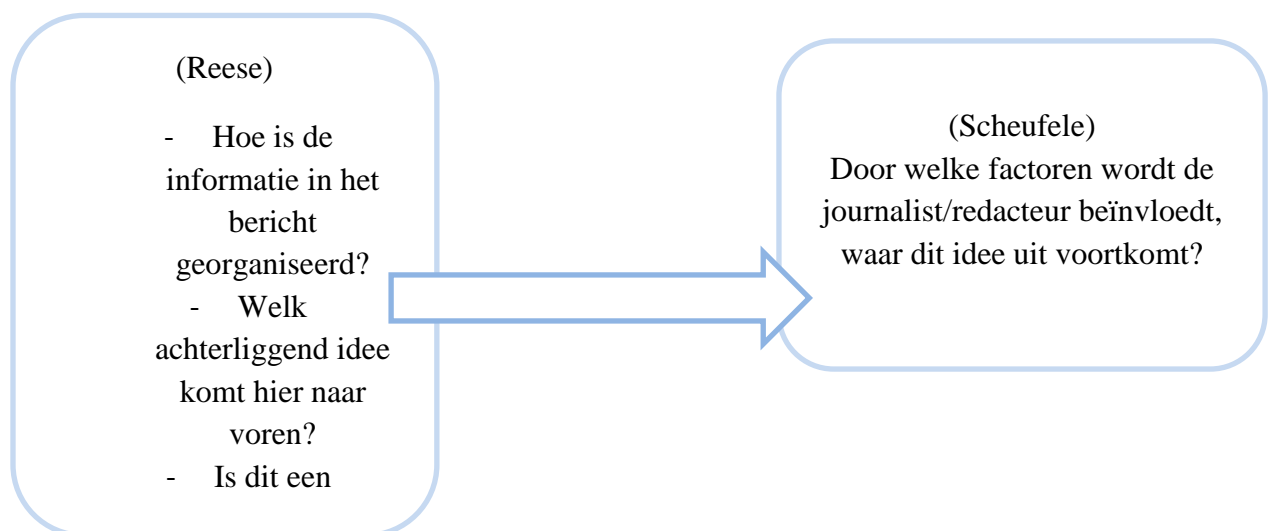 (Reese)
- Hoe is de
informatie in het
bericht
georganiseerd?
- Welk
achterliggend idee
komt hier naar
voren?
- Is dit een
(Scheufele)
Door welke factoren wordt de
journalist/redacteur beïnvloedt,
waar dit idee uit voortkomt?